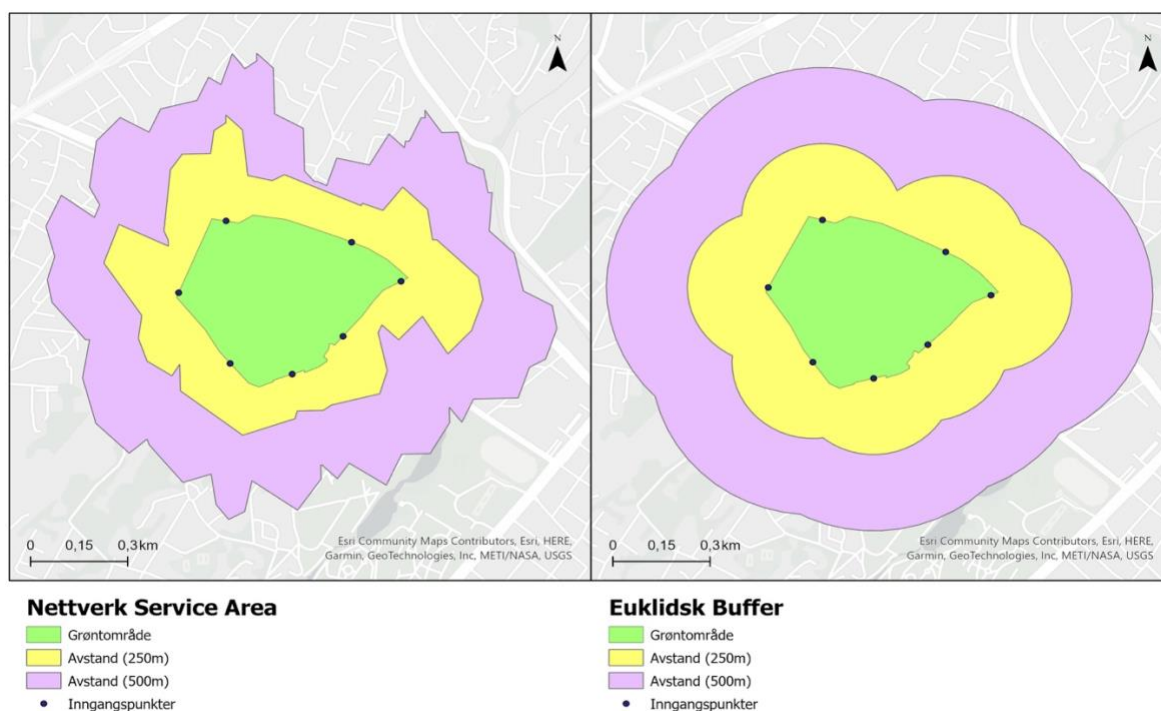 N
Esri Community Maps Contributors, Esri, HERE,
Garmin, GeoTechnologies, Inc, METI/NASA, USGS
0 0,15 0,3km
Nettverk Service Area
Grøntområde
Avstand (250m)
Avstand (500m)
Inngangspunkter
N
Esri Community Maps Contributors, Esri, HERE,
Garmin, GeoTechnologies, Inc, METI/NASA, USGS
0 0,15 0,3km
Euklidsk Buffer
Grøntområde
Avstand (250m)
Avstand (500m)
Inngangspunkter